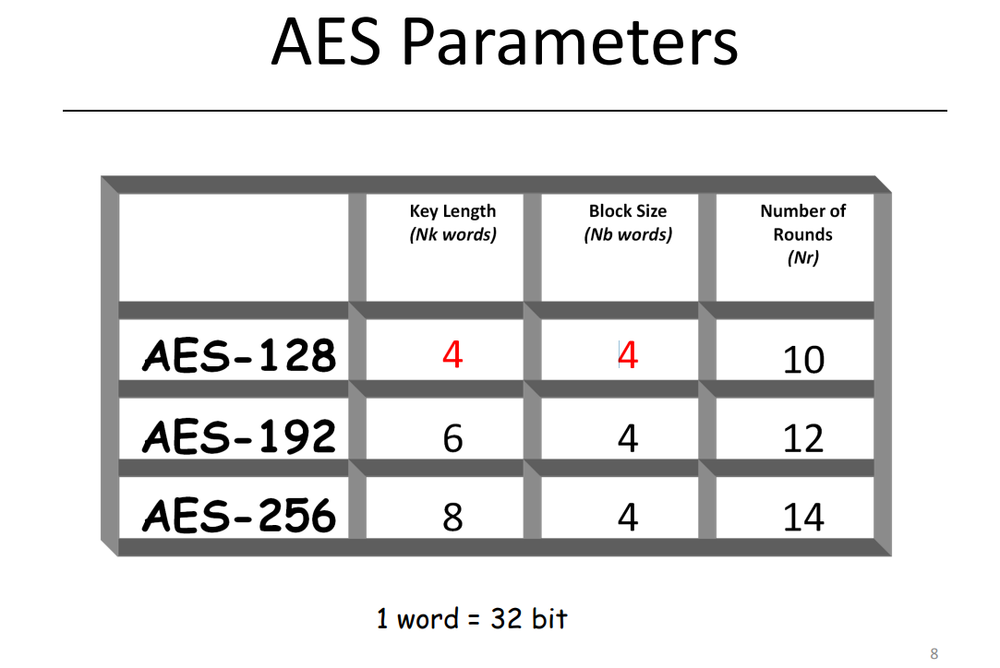 AES Parameters
Key Length
(Nk words)
Block Size
(Nb words)
Number of
Rounds
(Nr)
AES-128 4 4 10
AES-192 6 4 12
AES-256 8 4 14
1 word = 32 bit
8